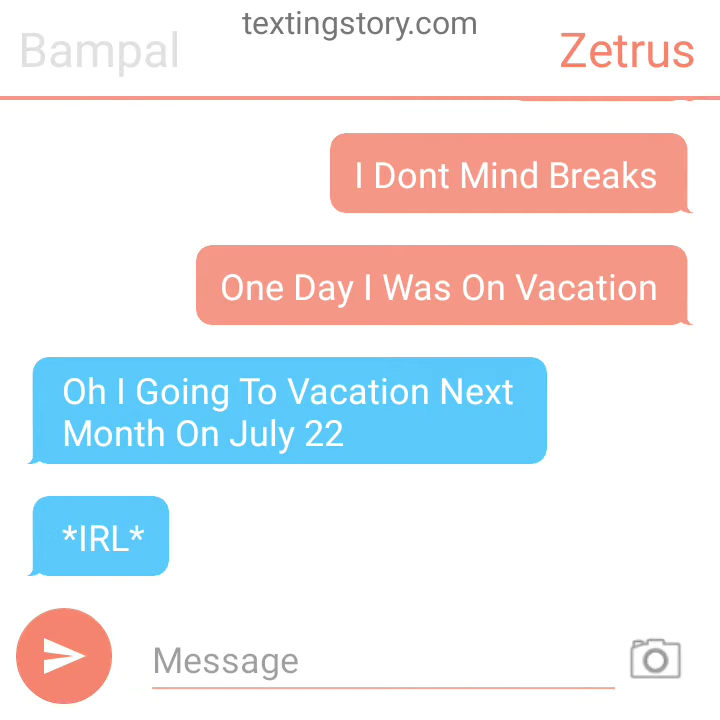 textingstory.com
Bampal
Zetrus
I Dont Mind Breaks
One Day I Was On Vacation
Oh I Going To Vacation Next
Month On July 22
*IRL*
Message